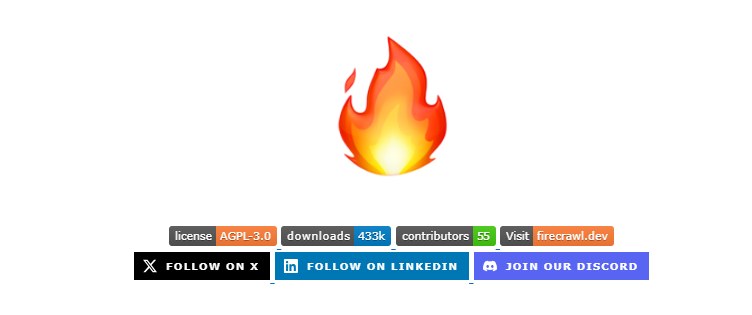 license AGPL-3.0 downloads 433k contributors 55 Visit firecrawl.dev
FOLLOW ON X FOLLOW ON LINKEDIN JOIN OUR DISCORD